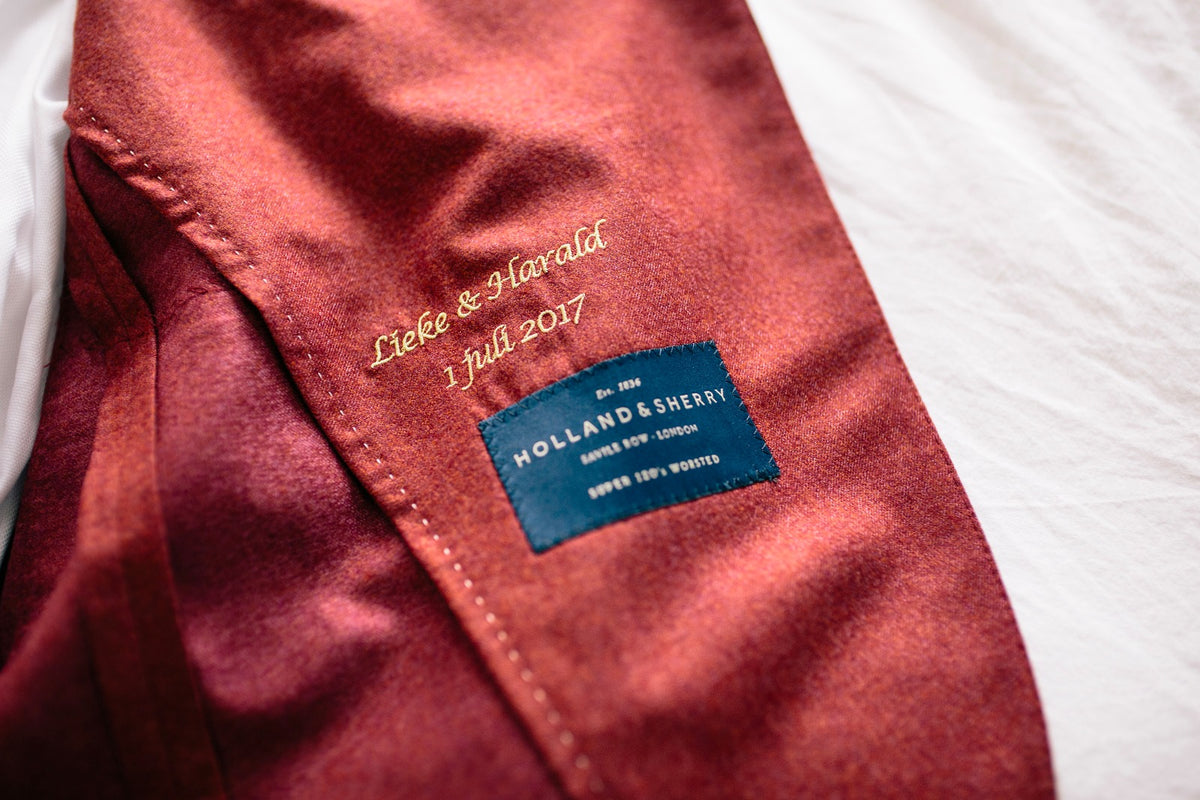 Lieke & Harald
1 juli 2017
Est. 1836
HOLLAND & SHERRY
SAVILE ROW · LONDON
SUPER 120's WORSTED